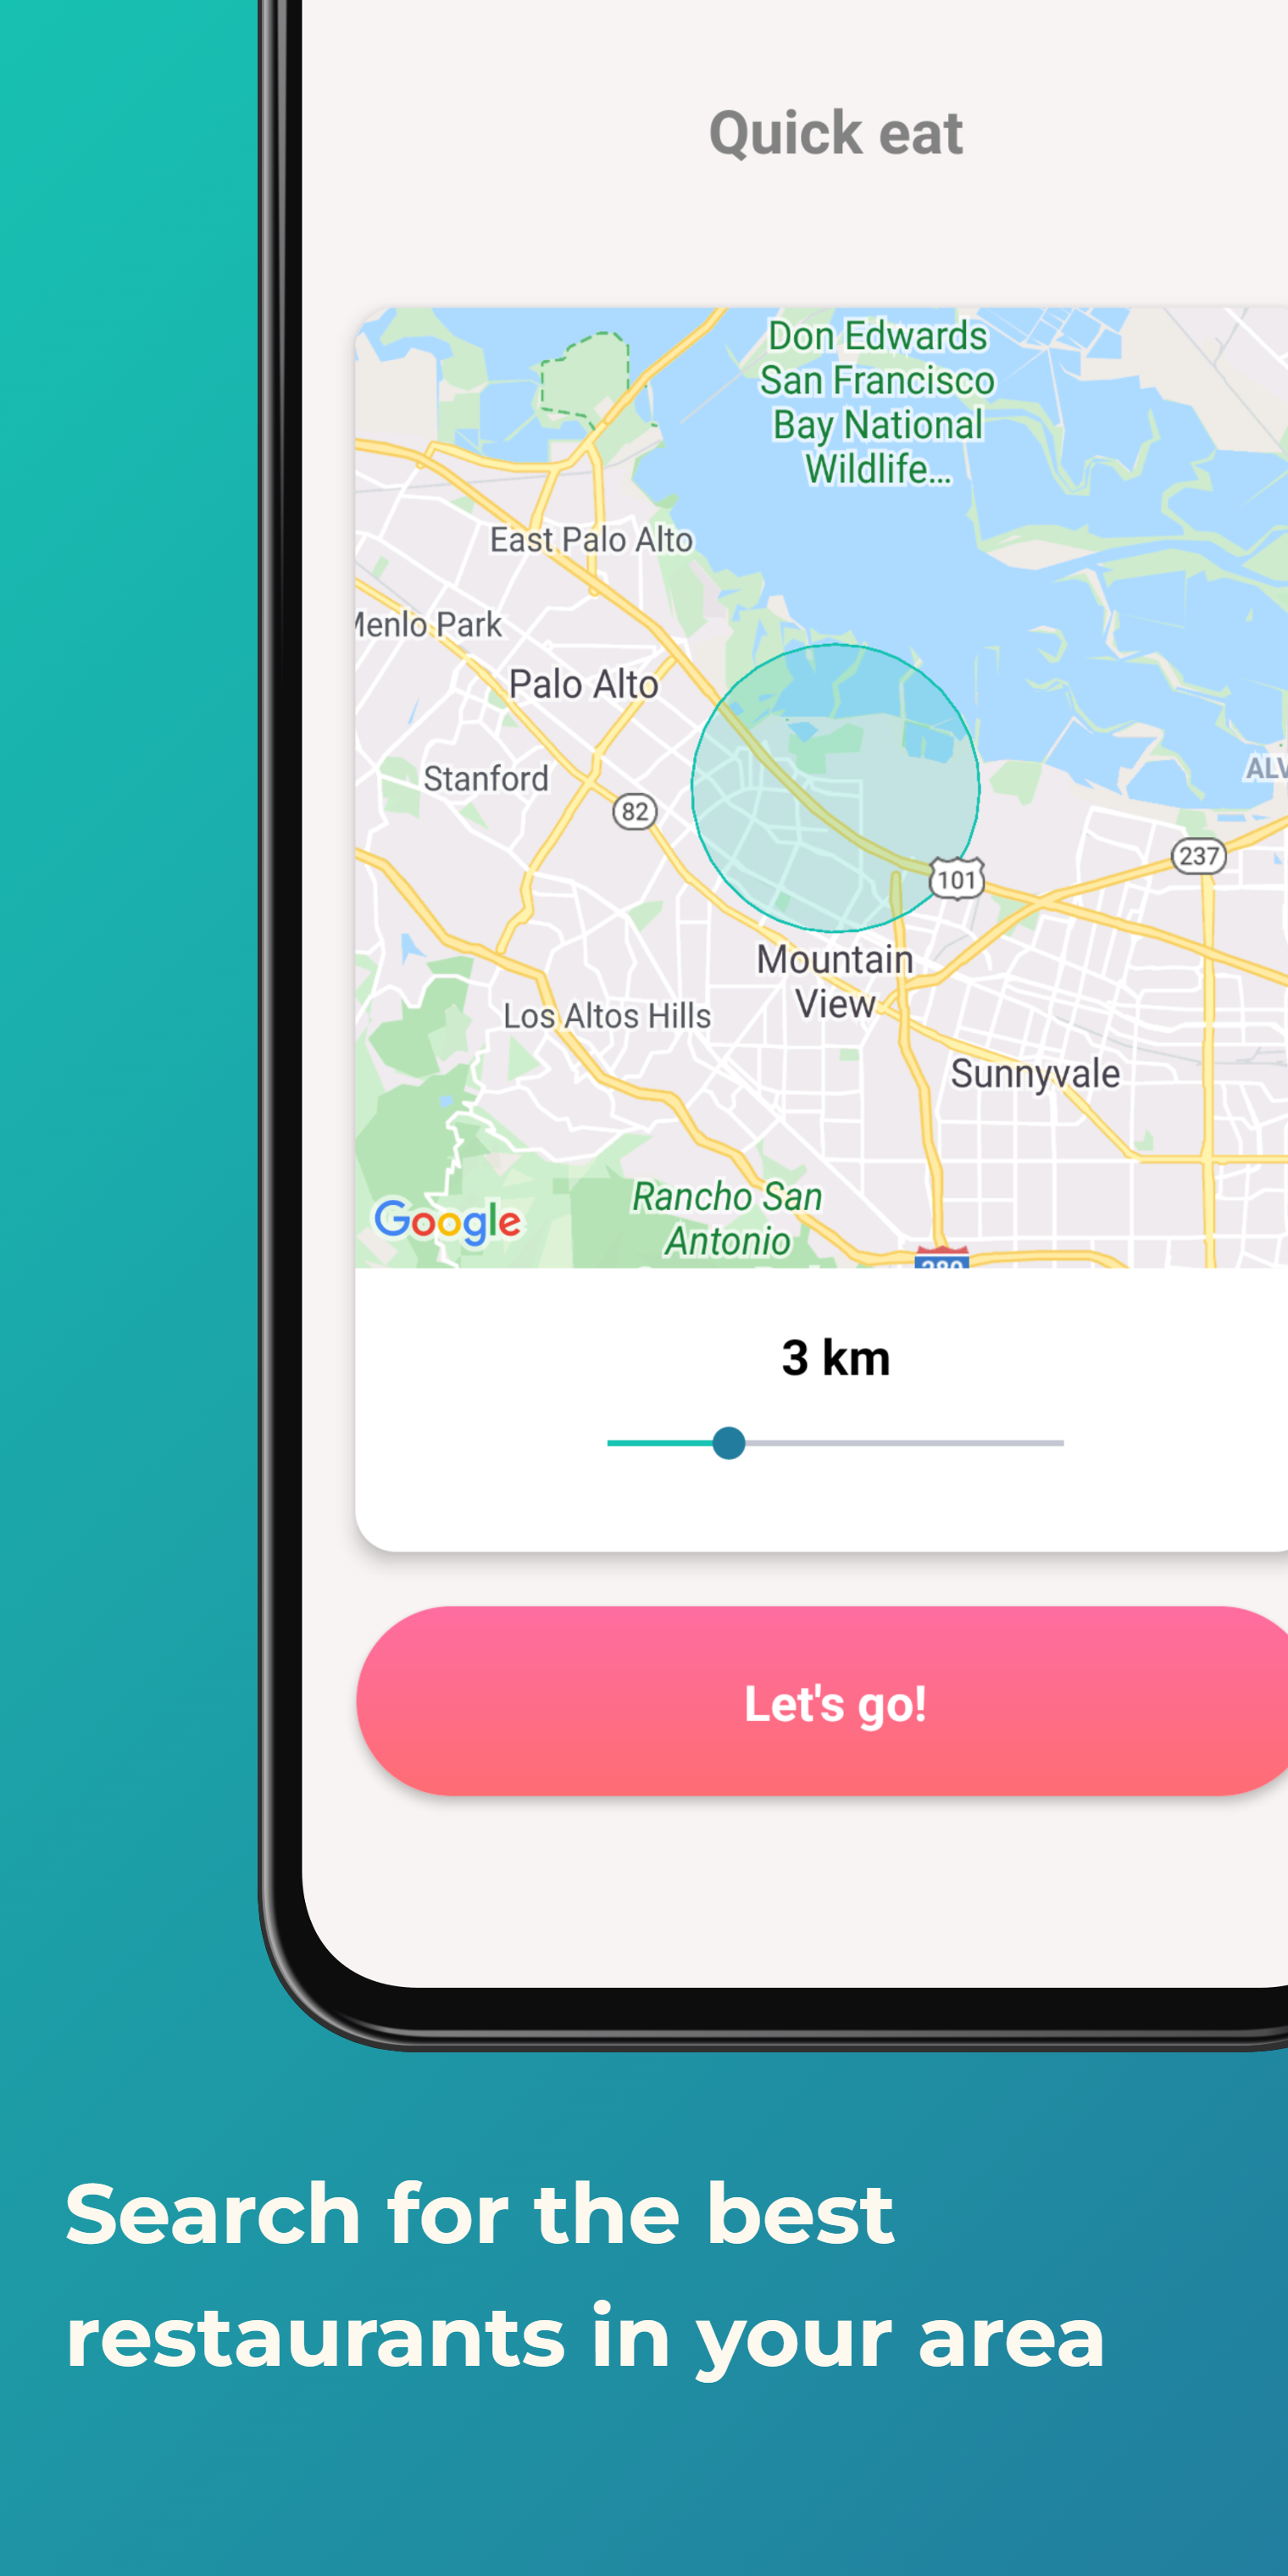 Quick eat
Don Edwards
San Francisco
Bay National
Wildlife...
East Palo Alto
Menlo Park
Palo Alto
Stanford
82
ALV
237
101
Mountain
View
Los Altos Hills
Sunnyvale
Rancho San
Antonio
Google
280
3 km
Let's go!
Search for the best
restaurants in your area